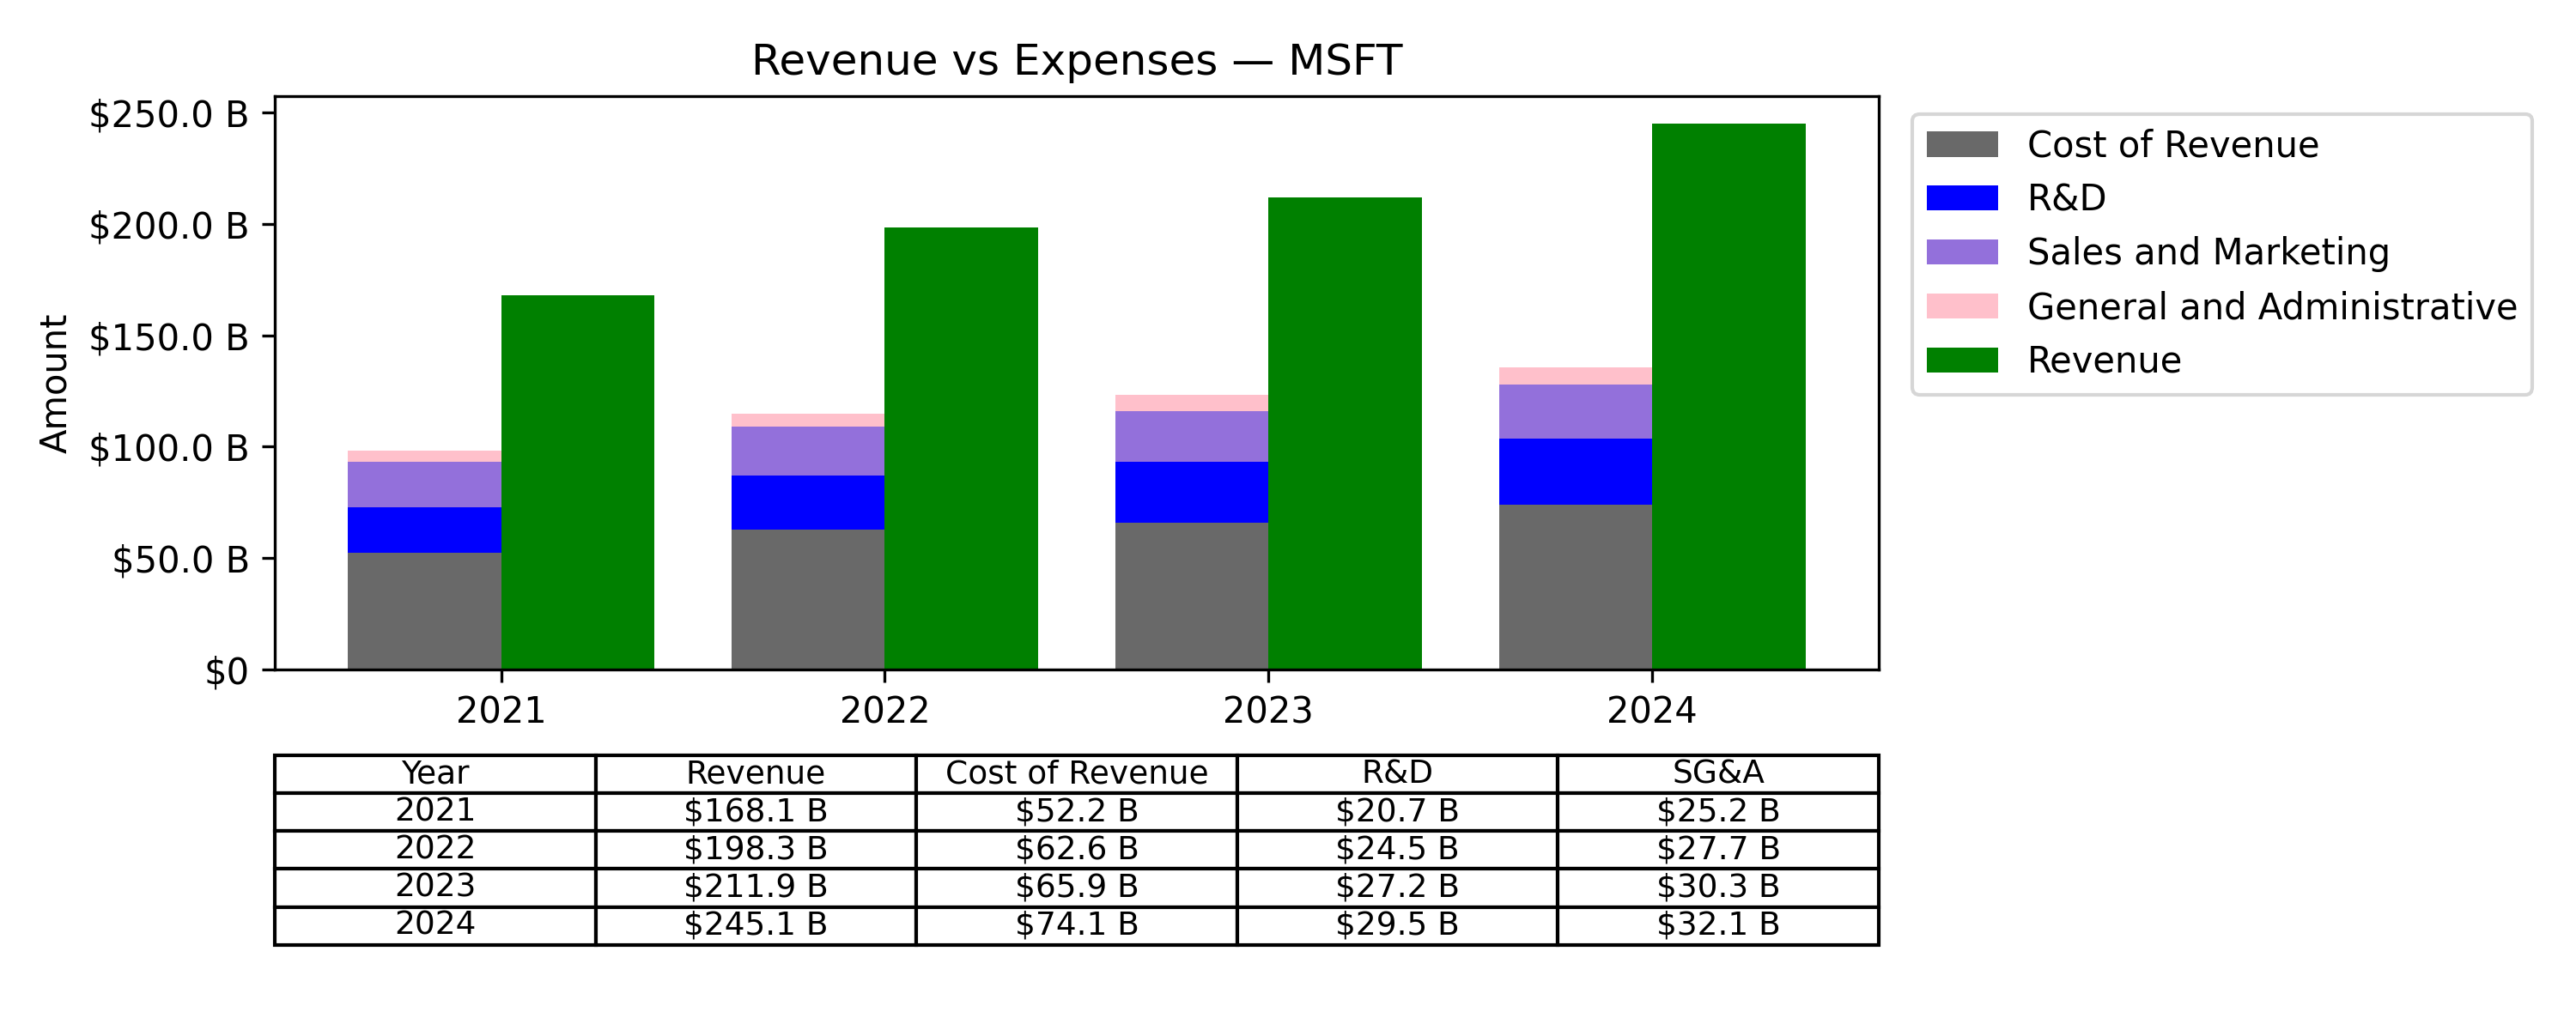 Revenue vs Expenses — MSFT
Amount
$250.0 B
$200.0 B
$150.0 B
$100.0 B
$50.0 B
$0
2021 2022 2023 2024
Cost of Revenue
R&D
Sales and Marketing
General and Administrative
Revenue
Year Revenue Cost of Revenue R&D SG&A
2021 $168.1 B $52.2 B $20.7 B $25.2 B
2022 $198.3 B $62.6 B $24.5 B $27.7 B
2023 $211.9 B $65.9 B $27.2 B $30.3 B
2024 $245.1 B $74.1 B $29.5 B $32.1 B